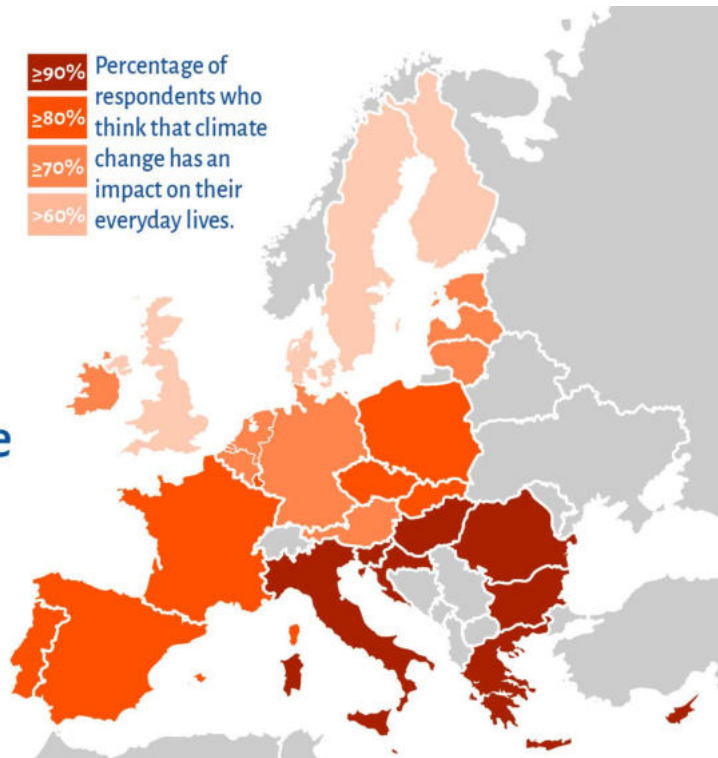 ≥90% Percentage of
respondents who
≥80% think that climate
≥70% change has an
impact on their
>60% everyday lives.
e